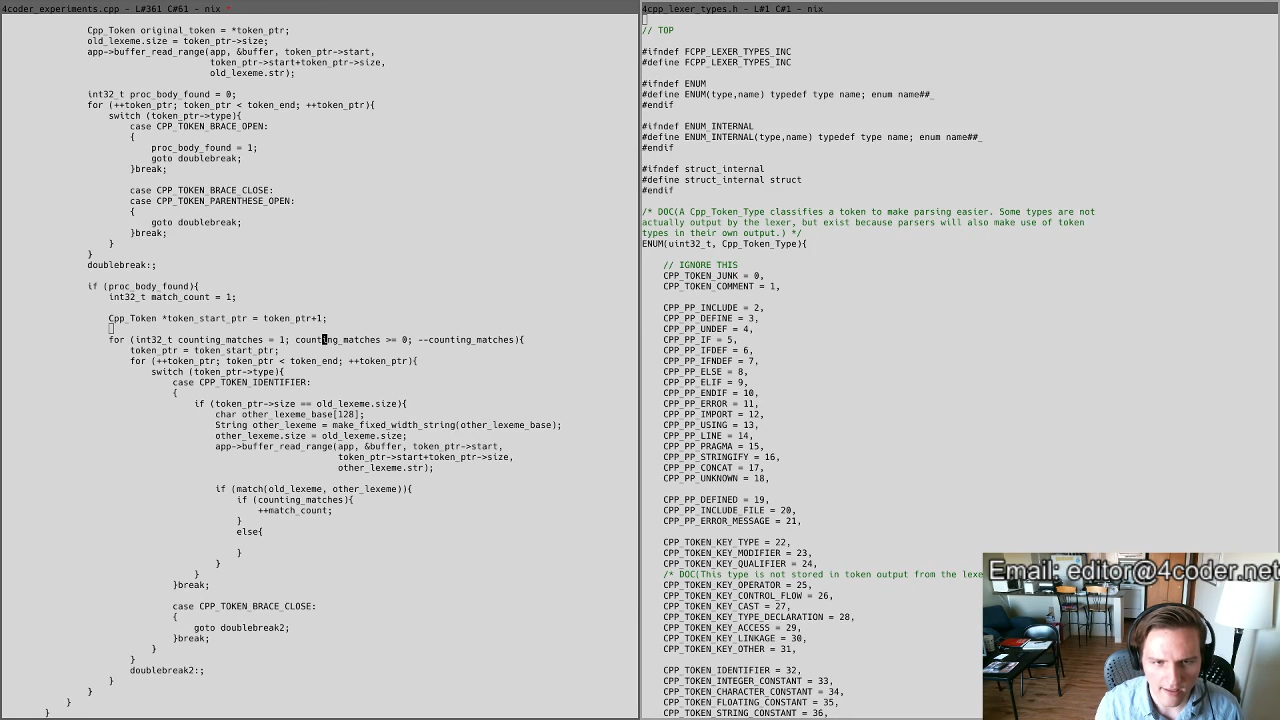 4coder_experiments.cpp - L#361 C#61 - nix *
Cpp_Token original_token = *token_ptr;
old_lexeme.size = token_ptr->size;
app->buffer_read_range(app, &buffer, token_ptr->start,
token_ptr->start+token_ptr->size,
old_lexeme.str);
int32_t proc_body_found = 0;
for (++token_ptr; token_ptr < token_end; ++token_ptr){
switch (token_ptr->type){
case CPP_TOKEN_BRACE_OPEN:
{
proc_body_found = 1;
goto doublebreak;
}break;
case CPP_TOKEN_BRACE_CLOSE:
case CPP_TOKEN_PARENTHESE_OPEN:
{
goto doublebreak;
}break;
}
}
doublebreak:;
if (proc_body_found){
int32_t match_count = 1;
Cpp_Token *token_start_ptr = token_ptr+1;
for (int32_t counting_matches = 1; counting_matches >= 0; --counting_matches){
token_ptr = token_start_ptr;
for (++token_ptr; token_ptr < token_end; ++token_ptr){
switch (token_ptr->type){
case CPP_TOKEN_IDENTIFIER:
{
if (token_ptr->size == old_lexeme.size){
char other_lexeme_base[128];
String other_lexeme = make_fixed_width_string(other_lexeme_base);
other_lexeme.size = old_lexeme.size;
app->buffer_read_range(app, &buffer, token_ptr->start,
token_ptr->start+token_ptr->size,
other_lexeme.str);
if (match(old_lexeme, other_lexeme)){
if (counting_matches){
++match_count;
}
else{
}
}
}
}break;
case CPP_TOKEN_BRACE_CLOSE:
{
goto doublebreak2;
}break;
}
}
doublebreak2:;
}
}
}
}
4cpp_lexer_types.h - L#1 C#1 - nix
// TOP
#ifndef FCPP_LEXER_TYPES_INC
#define FCPP_LEXER_TYPES_INC
#ifndef ENUM
#define ENUM(type,name) typedef type name; enum name##_
#endif
#ifndef ENUM_INTERNAL
#define ENUM_INTERNAL(type,name) typedef type name; enum name##_
#endif
#ifndef struct_internal
#define struct_internal struct
#endif
/* DOC(A Cpp_Token_Type classifies a token to make parsing easier. Some types are not
actually output by the lexer, but exist because parsers will also make use of token
types in their own output.) */
ENUM(uint32_t, Cpp_Token_Type){
// IGNORE THIS
CPP_TOKEN_JUNK = 0,
CPP_TOKEN_COMMENT = 1,
CPP_PP_INCLUDE = 2,
CPP_PP_DEFINE = 3,
CPP_PP_UNDEF = 4,
CPP_PP_IF = 5,
CPP_PP_IFDEF = 6,
CPP_PP_IFNDEF = 7,
CPP_PP_ELSE = 8,
CPP_PP_ELIF = 9,
CPP_PP_ENDIF = 10,
CPP_PP_ERROR = 11,
CPP_PP_IMPORT = 12,
CPP_PP_USING = 13,
CPP_PP_LINE = 14,
CPP_PP_PRAGMA = 15,
CPP_PP_STRINGIFY = 16,
CPP_PP_CONCAT = 17,
CPP_PP_UNKNOWN = 18,
CPP_PP_DEFINED = 19,
CPP_PP_INCLUDE_FILE = 20,
CPP_PP_ERROR_MESSAGE = 21,
CPP_TOKEN_KEY_TYPE = 22,
CPP_TOKEN_KEY_MODIFIER = 23,
CPP_TOKEN_KEY_QUALIFIER = 24,
/* DOC(This type is not stored in token output from the lexe
CPP_TOKEN_KEY_OPERATOR = 25,
CPP_TOKEN_KEY_CONTROL_FLOW = 26,
CPP_TOKEN_KEY_CAST = 27,
CPP_TOKEN_KEY_TYPE_DECLARATION = 28,
CPP_TOKEN_KEY_ACCESS = 29,
CPP_TOKEN_KEY_LINKAGE = 30,
CPP_TOKEN_KEY_OTHER = 31,
CPP_TOKEN_IDENTIFIER = 32,
CPP_TOKEN_INTEGER_CONSTANT = 33,
CPP_TOKEN_CHARACTER_CONSTANT = 34,
CPP_TOKEN_FLOATING_CONSTANT = 35,
CPP_TOKEN_STRING_CONSTANT = 36,
Email: editor@4coder.net